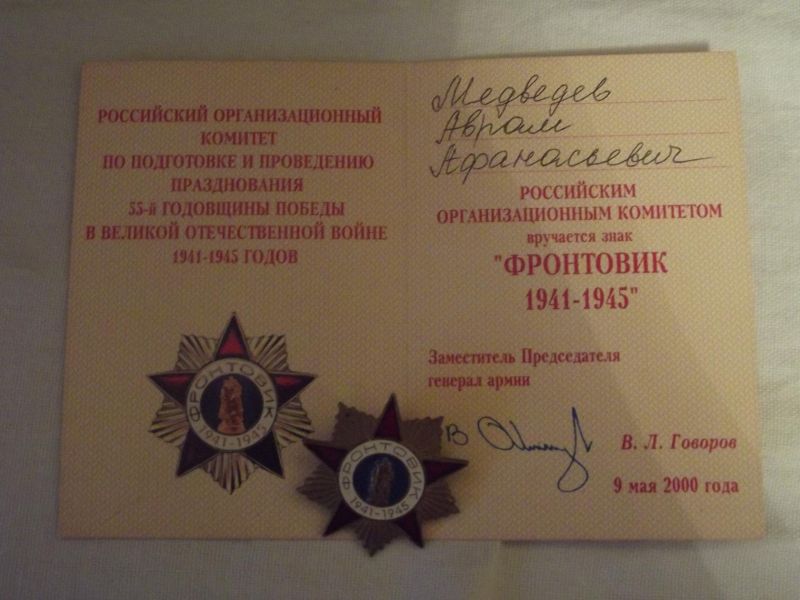 РОССИЙСКИЙ ОРГАНИЗАЦИОННЫЙ
КОМИТЕТ
ПО ПОДГОТОВКЕ И ПРОВЕДЕНИЮ
ПРАЗДНОВАНИЯ
55-й ГОДОВЩИНЫ ПОБЕДЫ
В ВЕЛИКОЙ ОТЕЧЕСТВЕННОЙ ВОЙНЕ
1941-1945 ГОДОВ
ФРОНТОВИК
1941-1945
Медведев
Аврам
Афанасьевич
РОССИЙСКИМ
ОРГАНИЗАЦИОННЫМ КОМИТЕТОМ
вручается знак
"ФРОНТОВИК
1941-1945"
Заместитель Председателя
генерал армии
В. Л. Говоров
9 мая 2000 года
ФРОНТОВИК
1941-1945